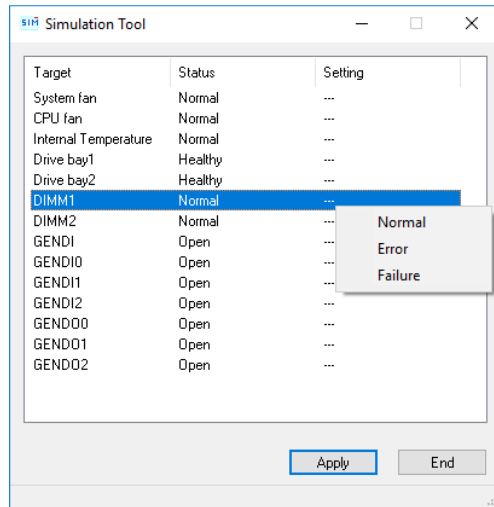 SIM Simulation Tool
Target Status Setting
System fan Normal ---
CPU fan Normal ---
Internal Temperature Normal ---
Drive bay1 Healthy ---
Drive bay2 Healthy ---
DIMM1 Normal ---
DIMM2 Normal ---
Normal
GENDI Open
Error
GENDI0 Open
Failure
GENDI1 Open
GENDI2 Open ---
GENDO0 Open ---
GENDO1 Open ---
GENDO2 Open ---
Apply End